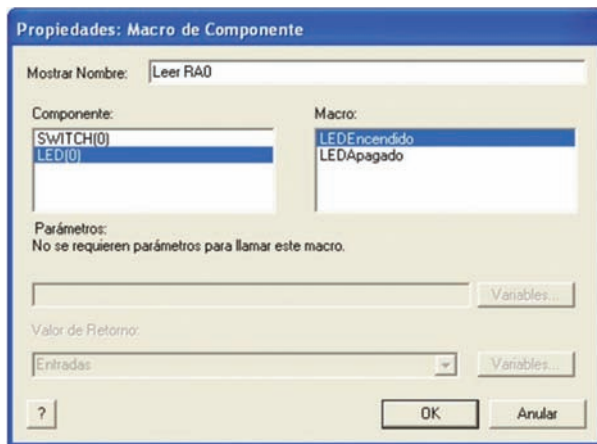 Propiedades: Macro de Componente
Mostrar Nombre: Leer RA0
Componente: Macro:
SWITCH(0) LEDEncendido
LED(0) LEDApagado
Parámetros:
No se requieren parámetros para llamar este macro.
Variables...
Valor de Retorno:
Entradas Variables...
? OK Anular